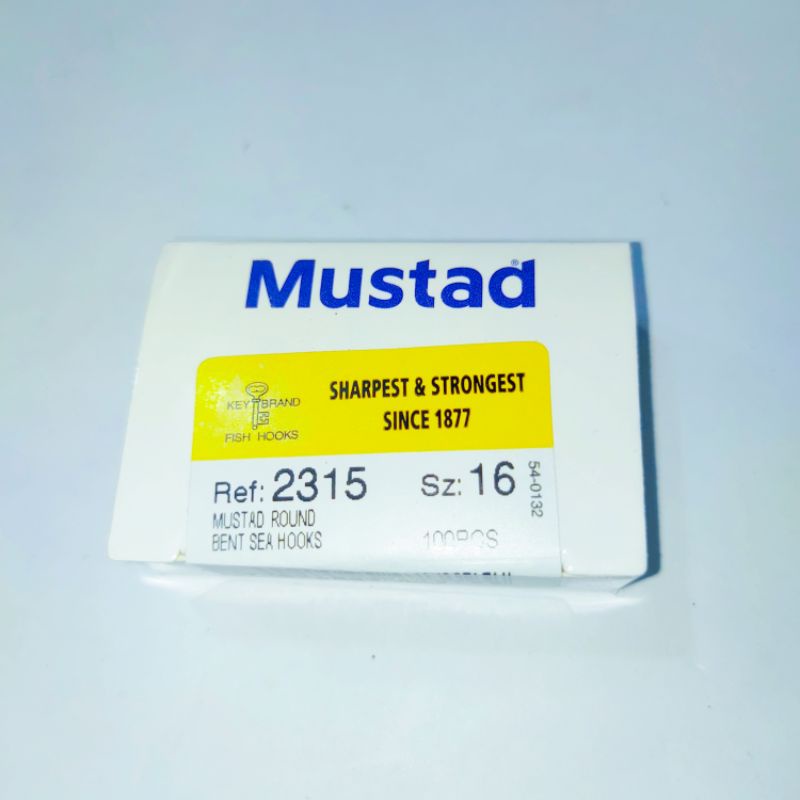 Mustad®
KEY BRAND
FISH HOOKS
SHARPEST & STRONGEST
SINCE 1877
Ref: 2315
Sz: 16
54-0132
MUSTAD ROUND
BENT SEA HOOKS
100PCS